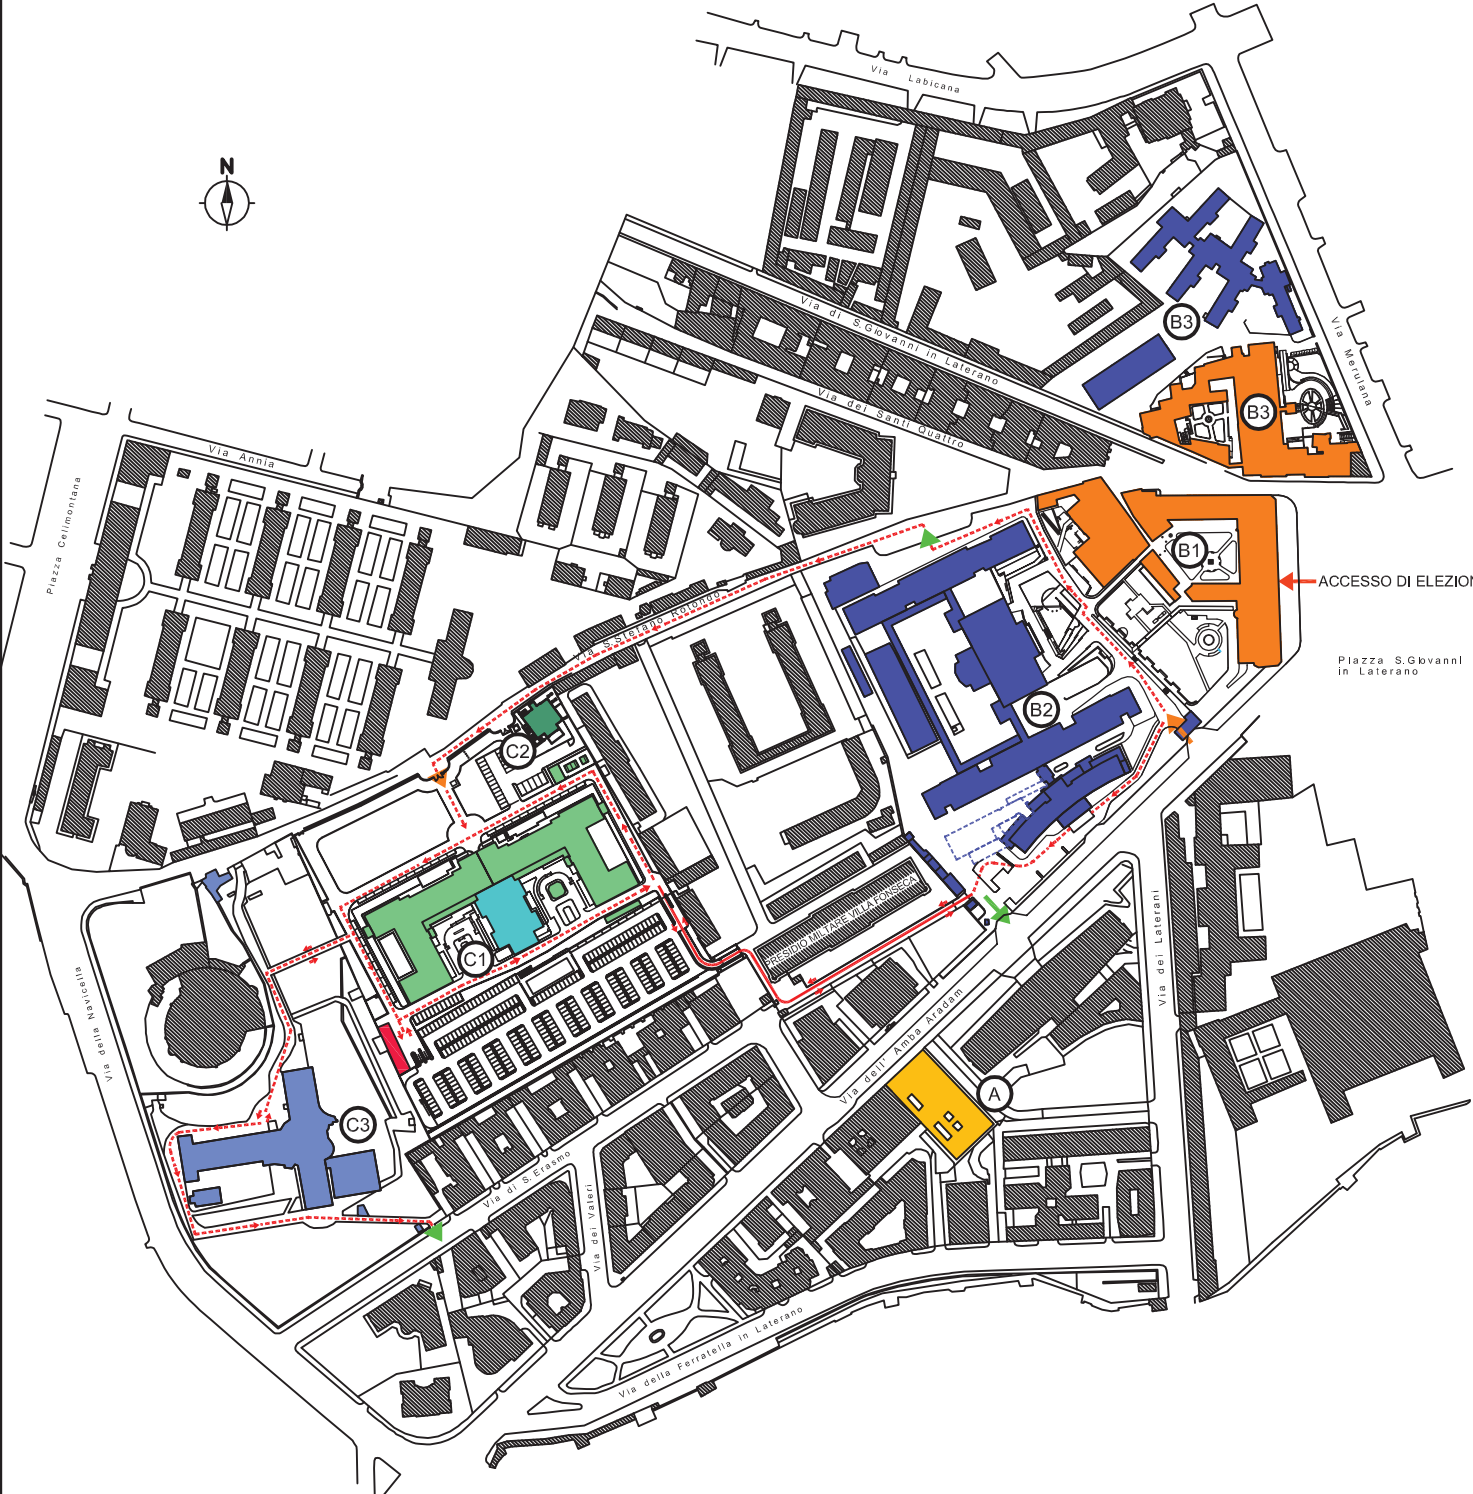 Via Labicana
N
Via di S.Giovanni in Laterano
B3
Via Merulana
Via dei Santi Quattro
B3
Via Annia
Piazza Celimontana
B1
ACCESSO DI ELEZION
Via S.Stefano Rotondo
Piazza S.Giovanni
in Laterano
B2
C2
PRESIDIO MILITARE VILLA FONSECA
C1
Via dei Laterani
Via della Navicella
Via dell' Amba Aradam
A
C3
Via di S.Erasmo
Via dei Valeri
Via della Ferratella in Laterano